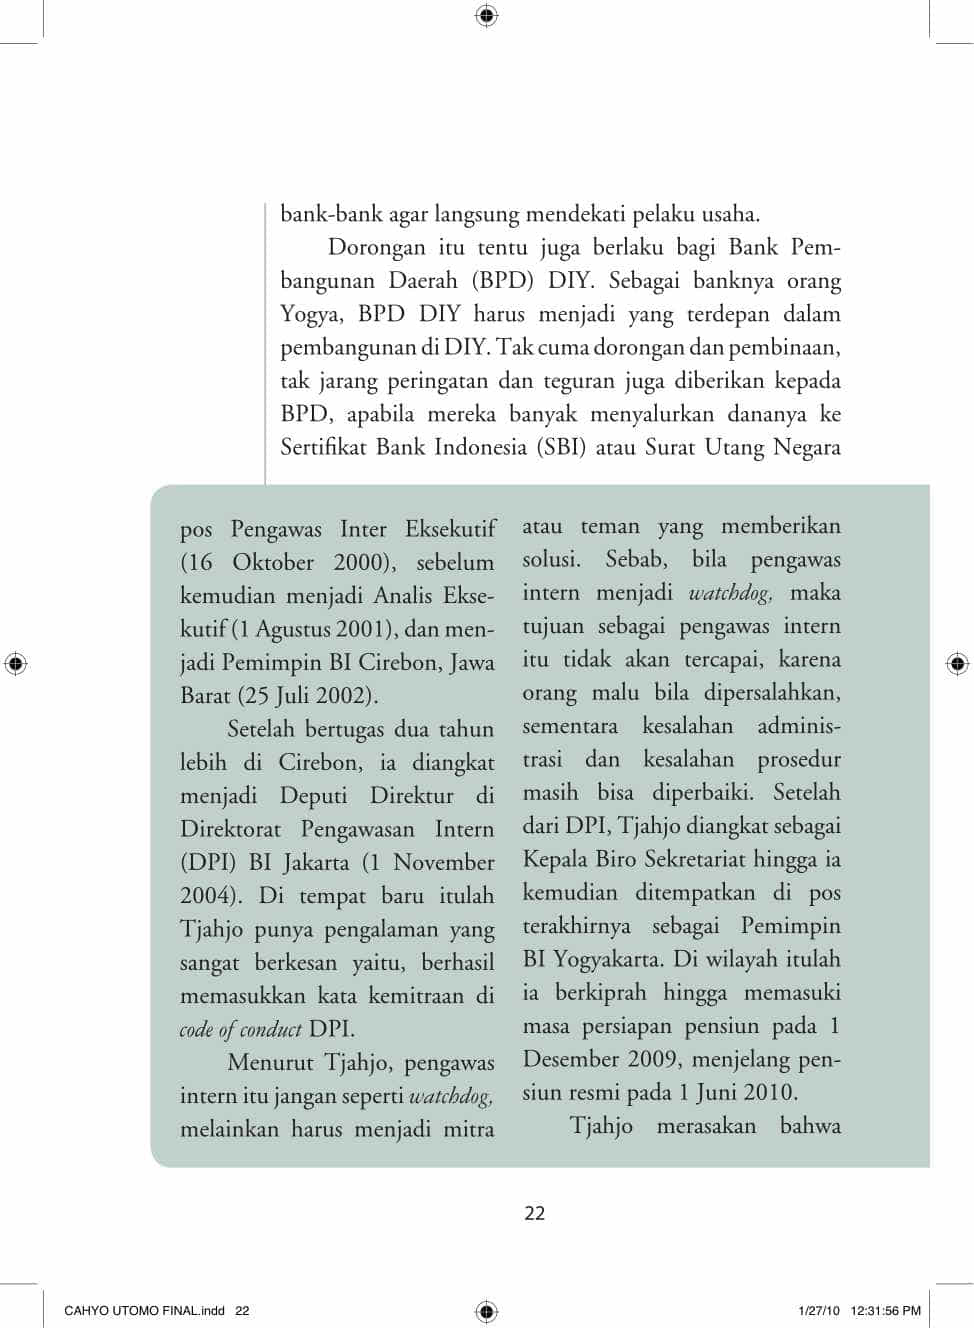 bank-bank agar langsung mendekati pelaku usaha.
Dorongan itu tentu juga berlaku bagi Bank Pem-
bangunan Daerah (BPD) DIY. Sebagai banknya orang
Yogya, BPD DIY harus menjadi yang terdepan dalam
pembangunan di DIY. Tak cuma dorongan dan pembinaan,
tak jarang peringatan dan teguran juga diberikan kepada
BPD, apabila mereka banyak menyalurkan dananya ke
Sertifikat Bank Indonesia (SBI) atau Surat Utang Negara
pos Pengawas Inter Eksekutif
(16 Oktober 2000), sebelum
kemudian menjadi Analis Ekse-
kutif (1 Agustus 2001), dan men-
jadi Pemimpin BI Cirebon, Jawa
Barat (25 Juli 2002).
Setelah bertugas dua tahun
lebih di Cirebon, ia diangkat
menjadi Deputi Direktur di
Direktorat Pengawasan Intern
(DPI) BI Jakarta (1 November
2004). Di tempat baru itulah
Tjahjo punya pengalaman yang
sangat berkesan yaitu, berhasil
memasukkan kata kemitraan di
code of conduct DPI.
Menurut Tjahjo, pengawas
intern itu jangan seperti watchdog,
melainkan harus menjadi mitra
atau teman yang memberikan
solusi. Sebab, bila pengawas
intern menjadi watchdog, maka
tujuan sebagai pengawas intern
itu tidak akan tercapai, karena
orang malu bila dipersalahkan,
sementara kesalahan adminis-
trasi dan kesalahan prosedur
masih bisa diperbaiki. Setelah
dari DPI, Tjahjo diangkat sebagai
Kepala Biro Sekretariat hingga ia
kemudian ditempatkan di pos
terakhirnya sebagai Pemimpin
BI Yogyakarta. Di wilayah itulah
ia berkiprah hingga memasuki
masa persiapan pensiun pada 1
Desember 2009, menjelang pen-
siun resmi pada 1 Juni 2010.
Tjahjo merasakan bahwa
22
CAHYO UTOMO FINAL.indd 22
1/27/10 12:31:56 PM